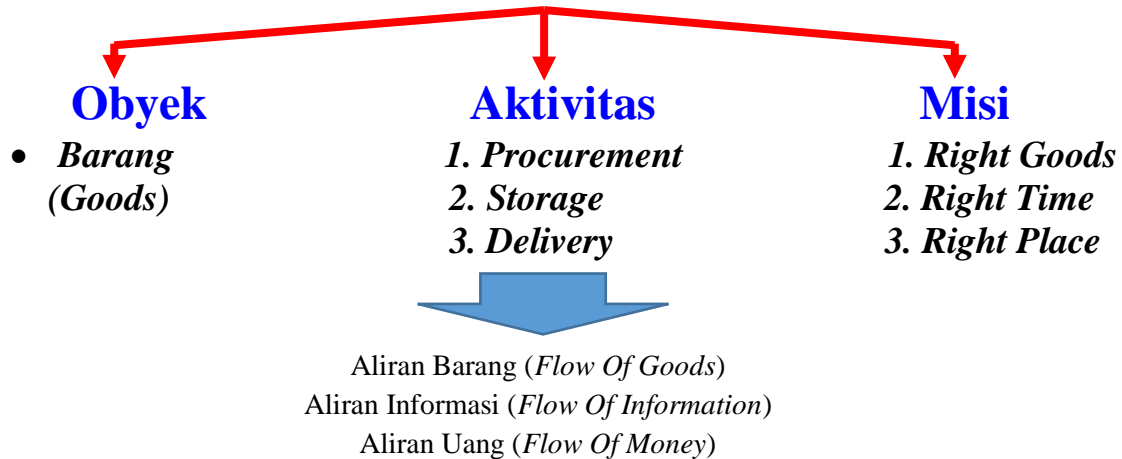 Obyek
• Barang
(Goods)
Aktivitas
1. Procurement
2. Storage
3. Delivery
Misi
1. Right Goods
2. Right Time
3. Right Place
Aliran Barang (Flow Of Goods)
Aliran Informasi (Flow Of Information)
Aliran Uang (Flow Of Money)